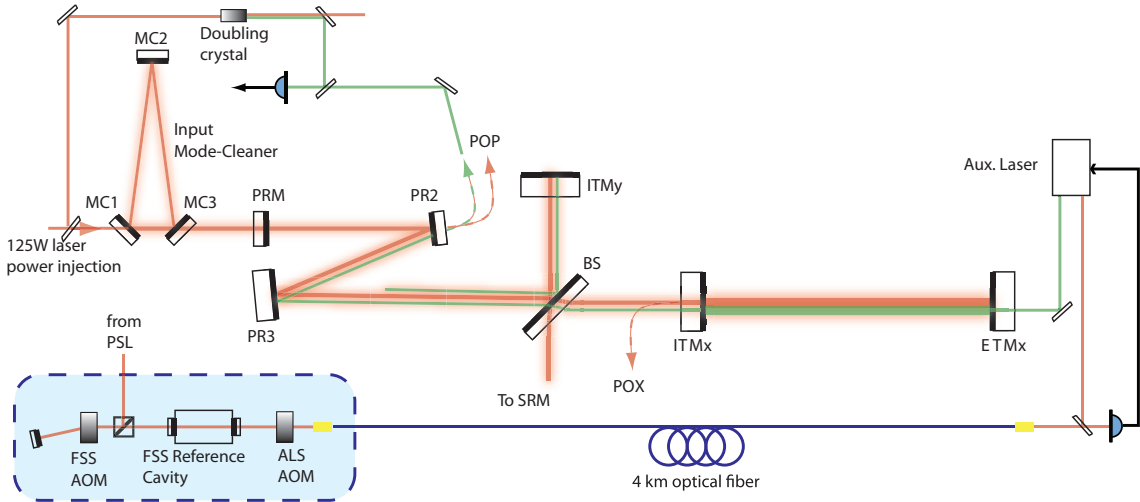 Doubling
crystal
MC2
Input
Mode-Cleaner
POP
Aux. Laser
ITMy
MC1
MC3
PRM
PR2
125W laser
power injection
BS
PR3
ITMx
ETMx
POX
To SRM
from
PSL
FSS
AOM
FSS Reference
Cavity
ALS
AOM
4 km optical fiber